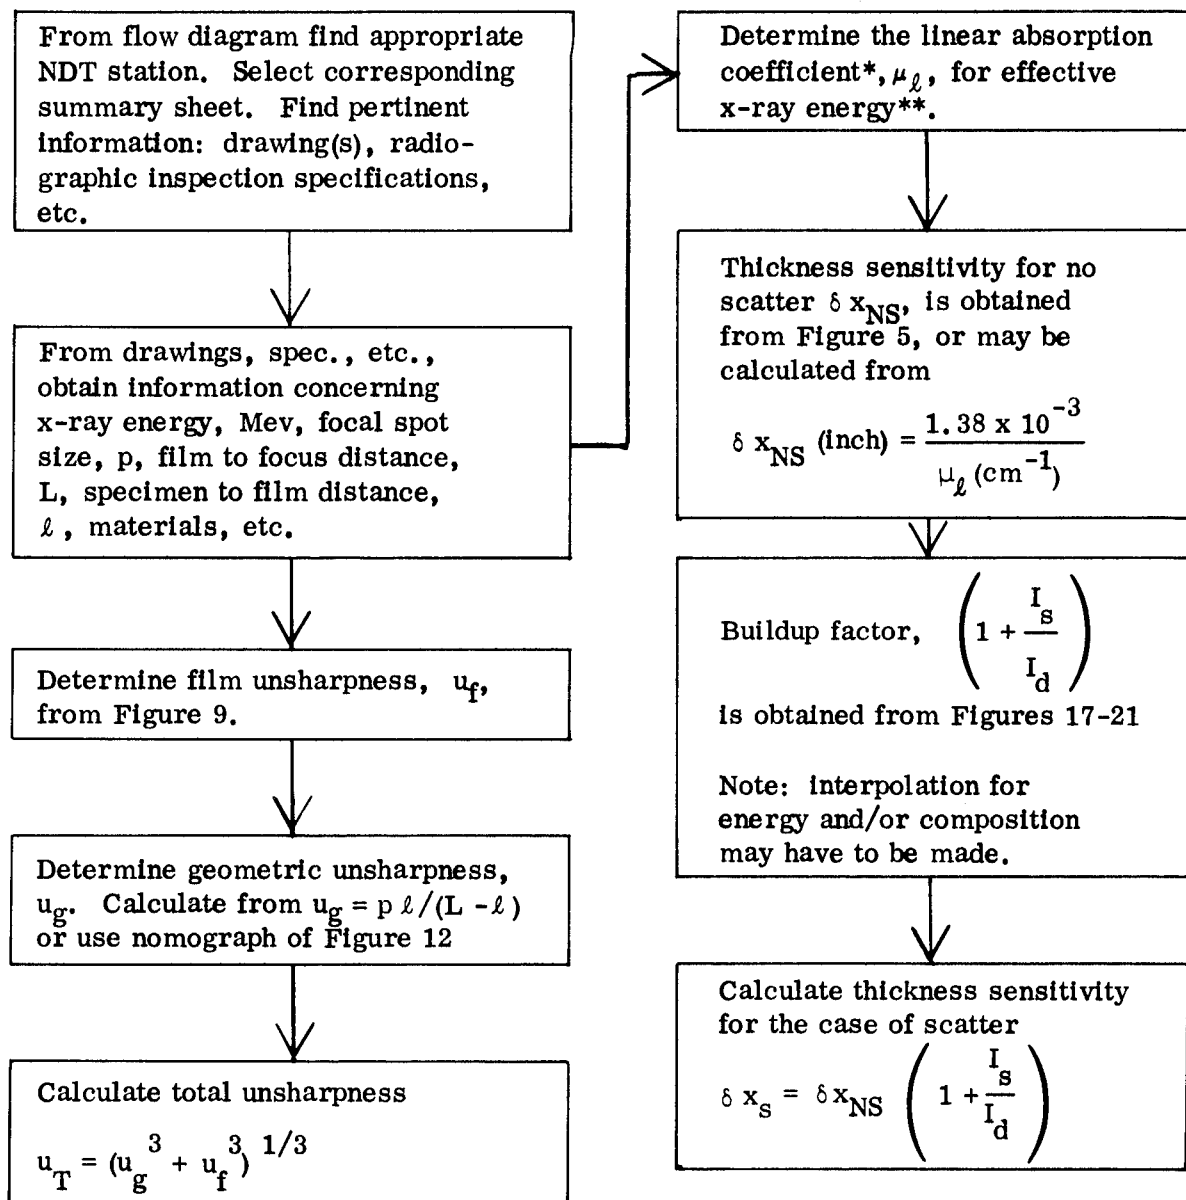 From flow diagram find appropriate
NDT station. Select corresponding
summary sheet. Find pertinent
information: drawing(s), radio-
graphic inspection specifications,
etc.
From drawings, spec., etc.,
obtain information concerning
x-ray energy, Mev, focal spot
size, p, film to focus distance,
L, specimen to film distance,
ℓ, materials, etc.
Determine film unsharpness, u_f,
from Figure 9.
Determine geometric unsharpness,
u_g. Calculate from u_g = p ℓ/(L -ℓ)
or use nomograph of Figure 12
Calculate total unsharpness
u_T = (u_g^3 + u_f^3)^1/3
Determine the linear absorption
coefficient*, μ_ℓ, for effective
x-ray energy**.
Thickness sensitivity for no
scatter δ x_NS, is obtained
from Figure 5, or may be
calculated from
δ x_NS (inch) = 1.38 x 10^-3 / μ_ℓ (cm^-1)
Buildup factor, (1 + I_s / I_d)
is obtained from Figures 17-21
Note: interpolation for
energy and/or composition
may have to be made.
Calculate thickness sensitivity
for the case of scatter
δ x_s = δ x_NS (1 + I_s / I_d)